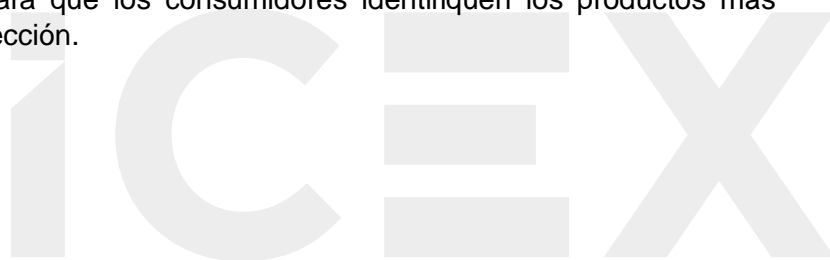 ara que los consumidores identifiquen los productos más
ección.
iCEX